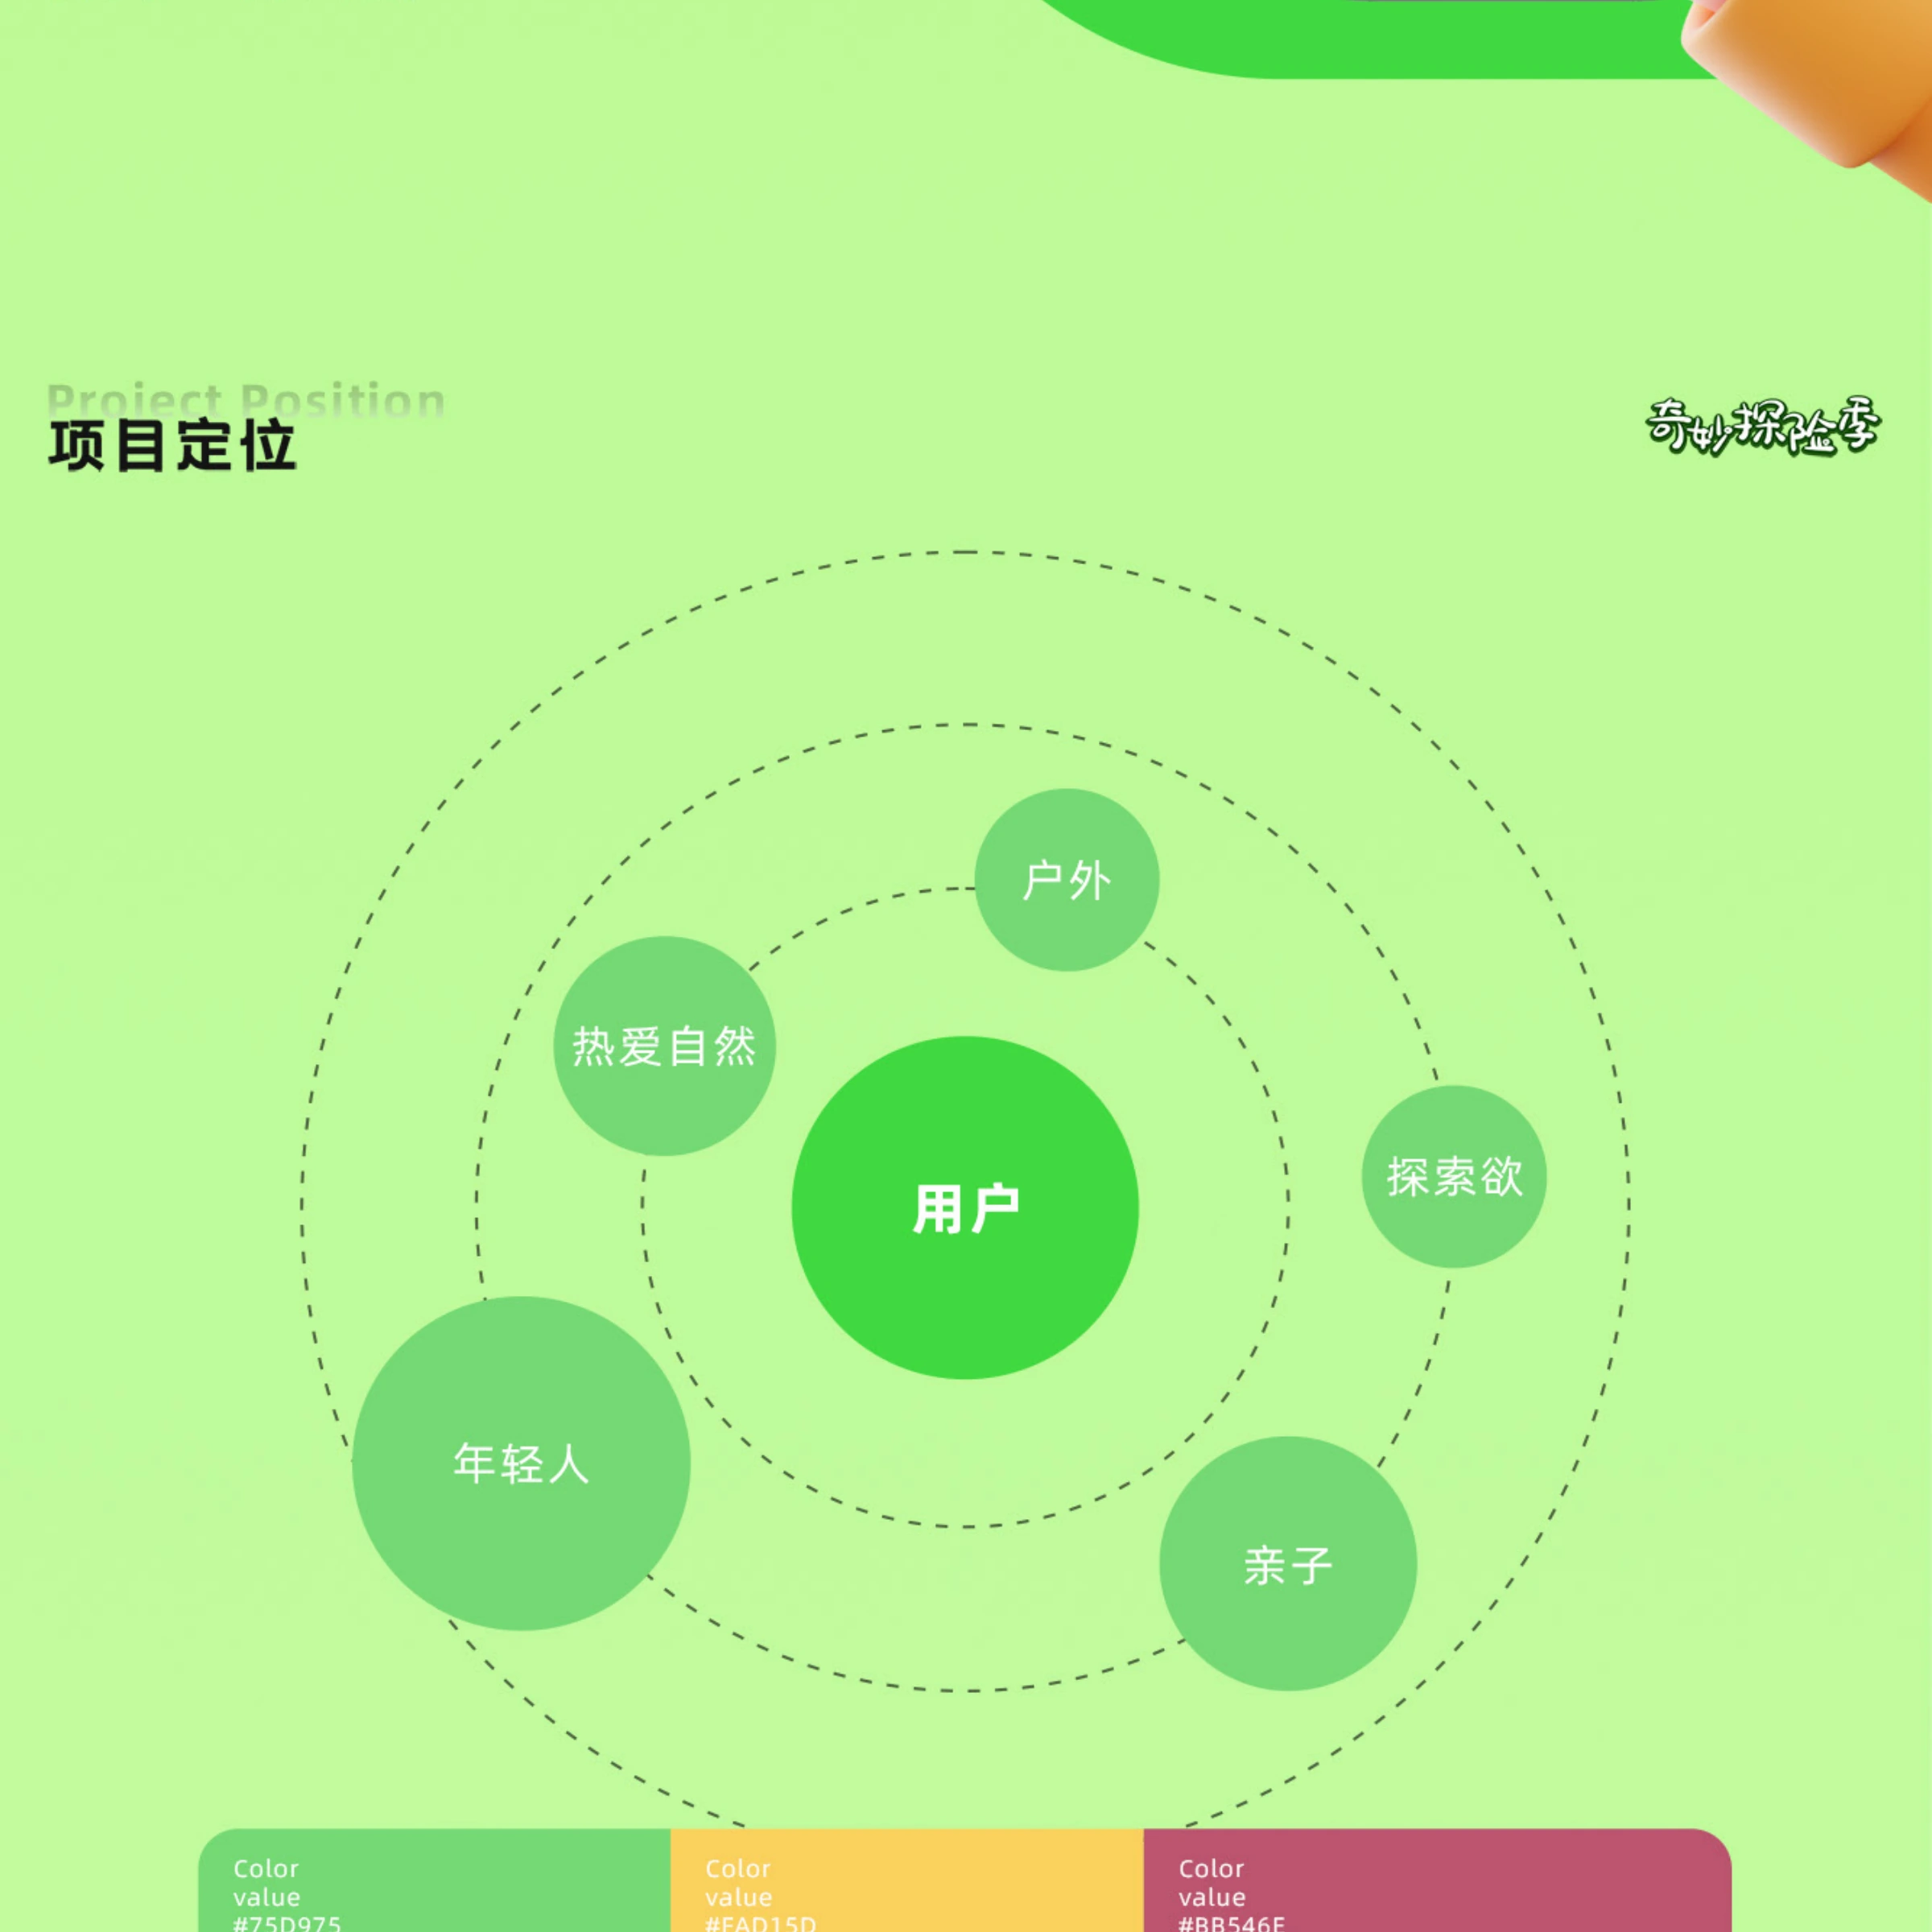 Project Position
项目定位
奇妙探险季
户外
热爱自然
探索欲
用户
年轻人
亲子
Color
value
#75D975
Color
value
#FAD15D
Color
value
#BB546E